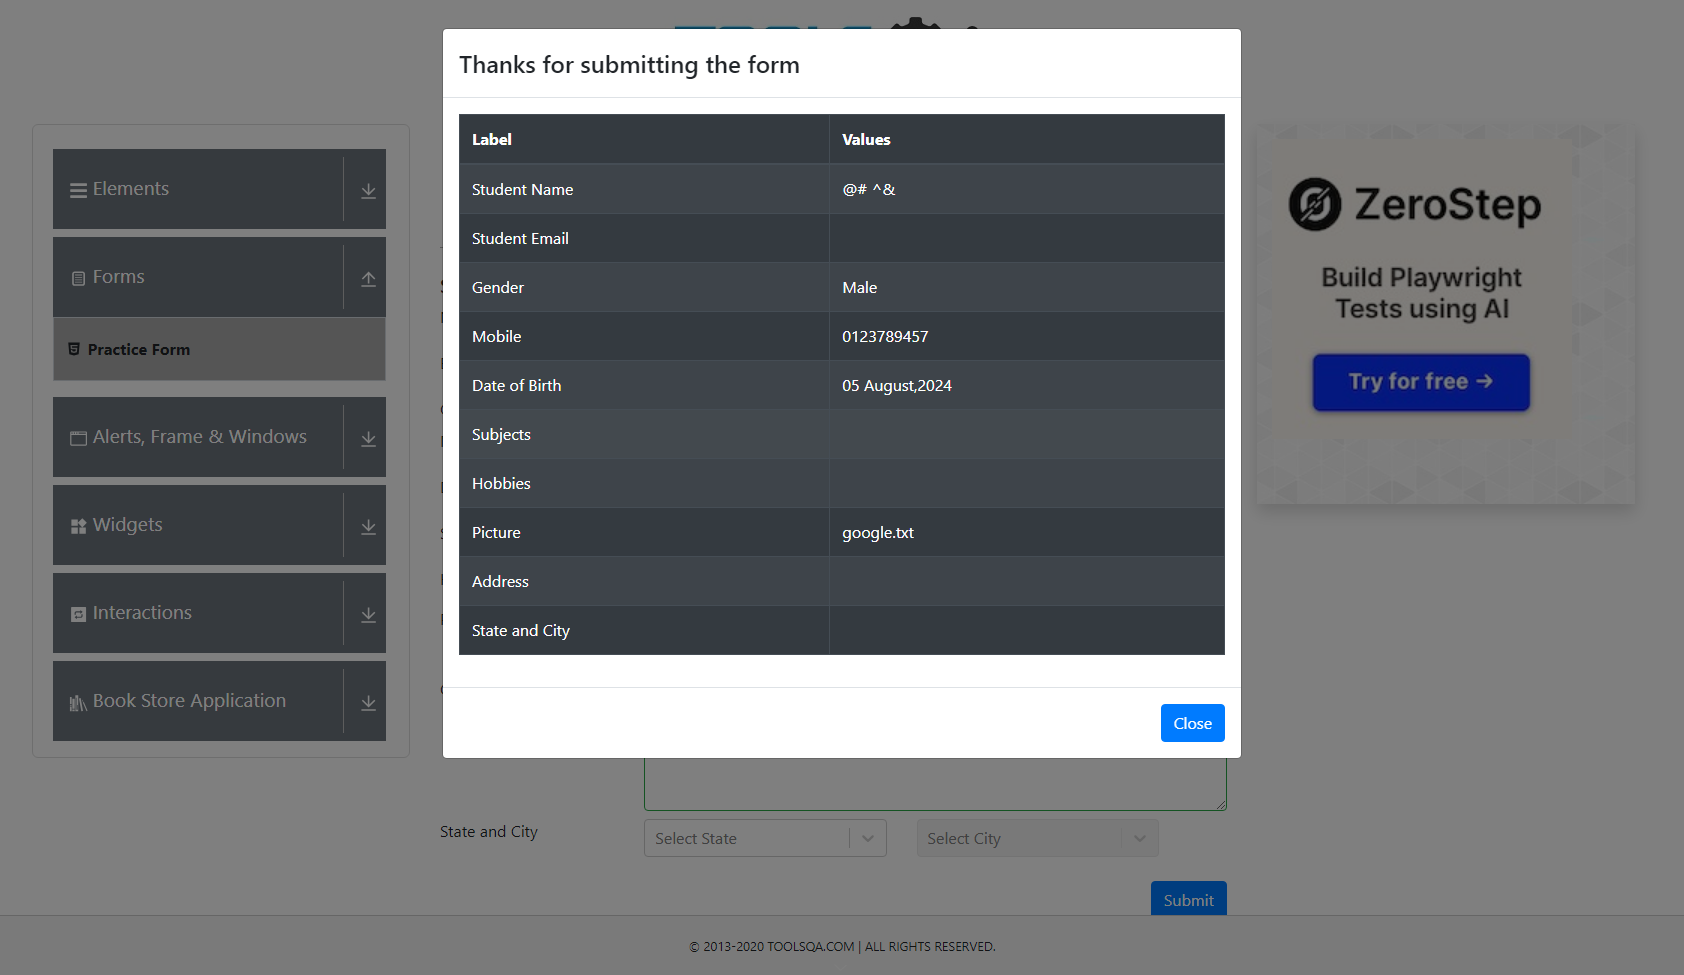 Thanks for submitting the form
Label Values
Student Name @# ^&
Student Email
Gender Male
Mobile 0123789457
Date of Birth 05 August,2024
Subjects
Hobbies
Picture google.txt
Address
State and City
Close
Elements
Forms
Practice Form
Alerts, Frame & Windows
Widgets
Interactions
Book Store Application
ZeroStep
Build Playwright
Tests using AI
Try for free →
State and City
Select State
Select City
Submit
© 2013-2020 TOOLSQA.COM | ALL RIGHTS RESERVED.